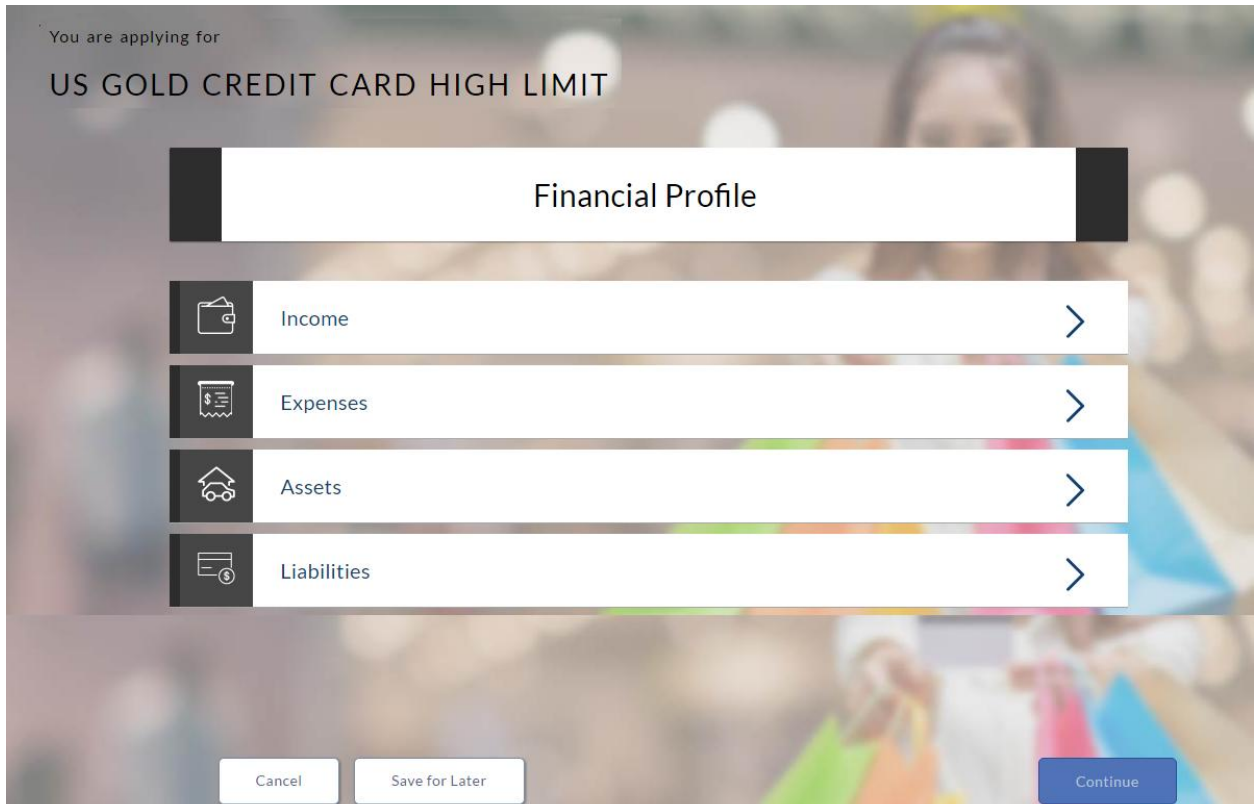 You are applying for
US GOLD CREDIT CARD HIGH LIMIT
Financial Profile
Income
$
Expenses
Assets
$
Liabilities
Cancel
Save for Later
Continue